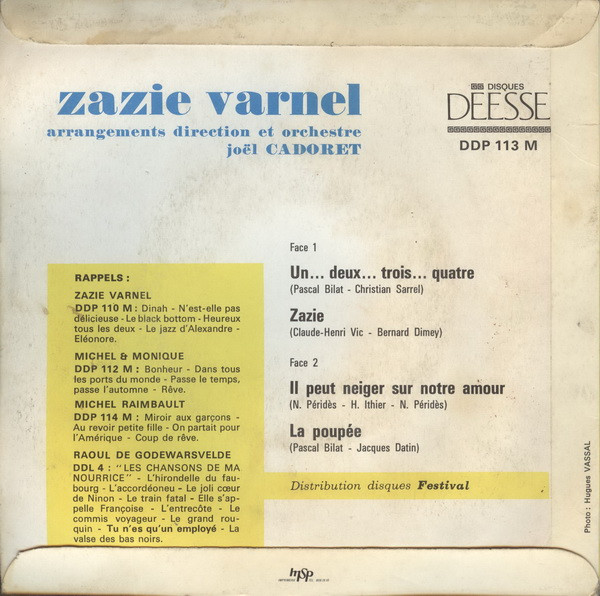 zazie varnel
arrangements direction et orchestre
joël CADORET
DISQUES
DÉESSE
DDP 113 M
Face 1
Un... deux... trois... quatre
(Pascal Bilat - Christian Sarrel)
Zazie
(Claude-Henri Vic - Bernard Dimey)
Face 2
Il peut neiger sur notre amour
(N. Péridès - H. Ithier - N. Péridès)
La poupée
(Pascal Bilat - Jacques Datin)
RAPPELS :
ZAZIE VARNEL
DDP 110 M : Dinah - N'est-elle pas
délicieuse - Le black bottom - Heureux
tous les deux - Le jazz d'Alexandre -
Eléonore.
MICHEL & MONIQUE
DDP 112 M : Bonheur - Dans tous
les ports du monde - Passe le temps,
passe l'automne - Rêve.
MICHEL RAIMBAULT
DDP 114 M : Miroir aux garçons -
Au revoir petite fille - On partait pour
l'Amérique - Coup de rêve.
RAOUL DE GODEWARSVELDE
DDL 4 : "LES CHANSONS DE MA
NOURRICE" - L'hirondelle du fau-
bourg - L'accordéoneu - Le joli cœur
de Ninon - Le train fatal - Elle s'ap-
pelle Françoise - L'entrecôte - Le
commis voyageur - Le grand rou-
quin - Tu n'es qu'un employé - La
valse des bas noirs.
Distribution disques Festival
Photo : Hugues VASSAL
msp